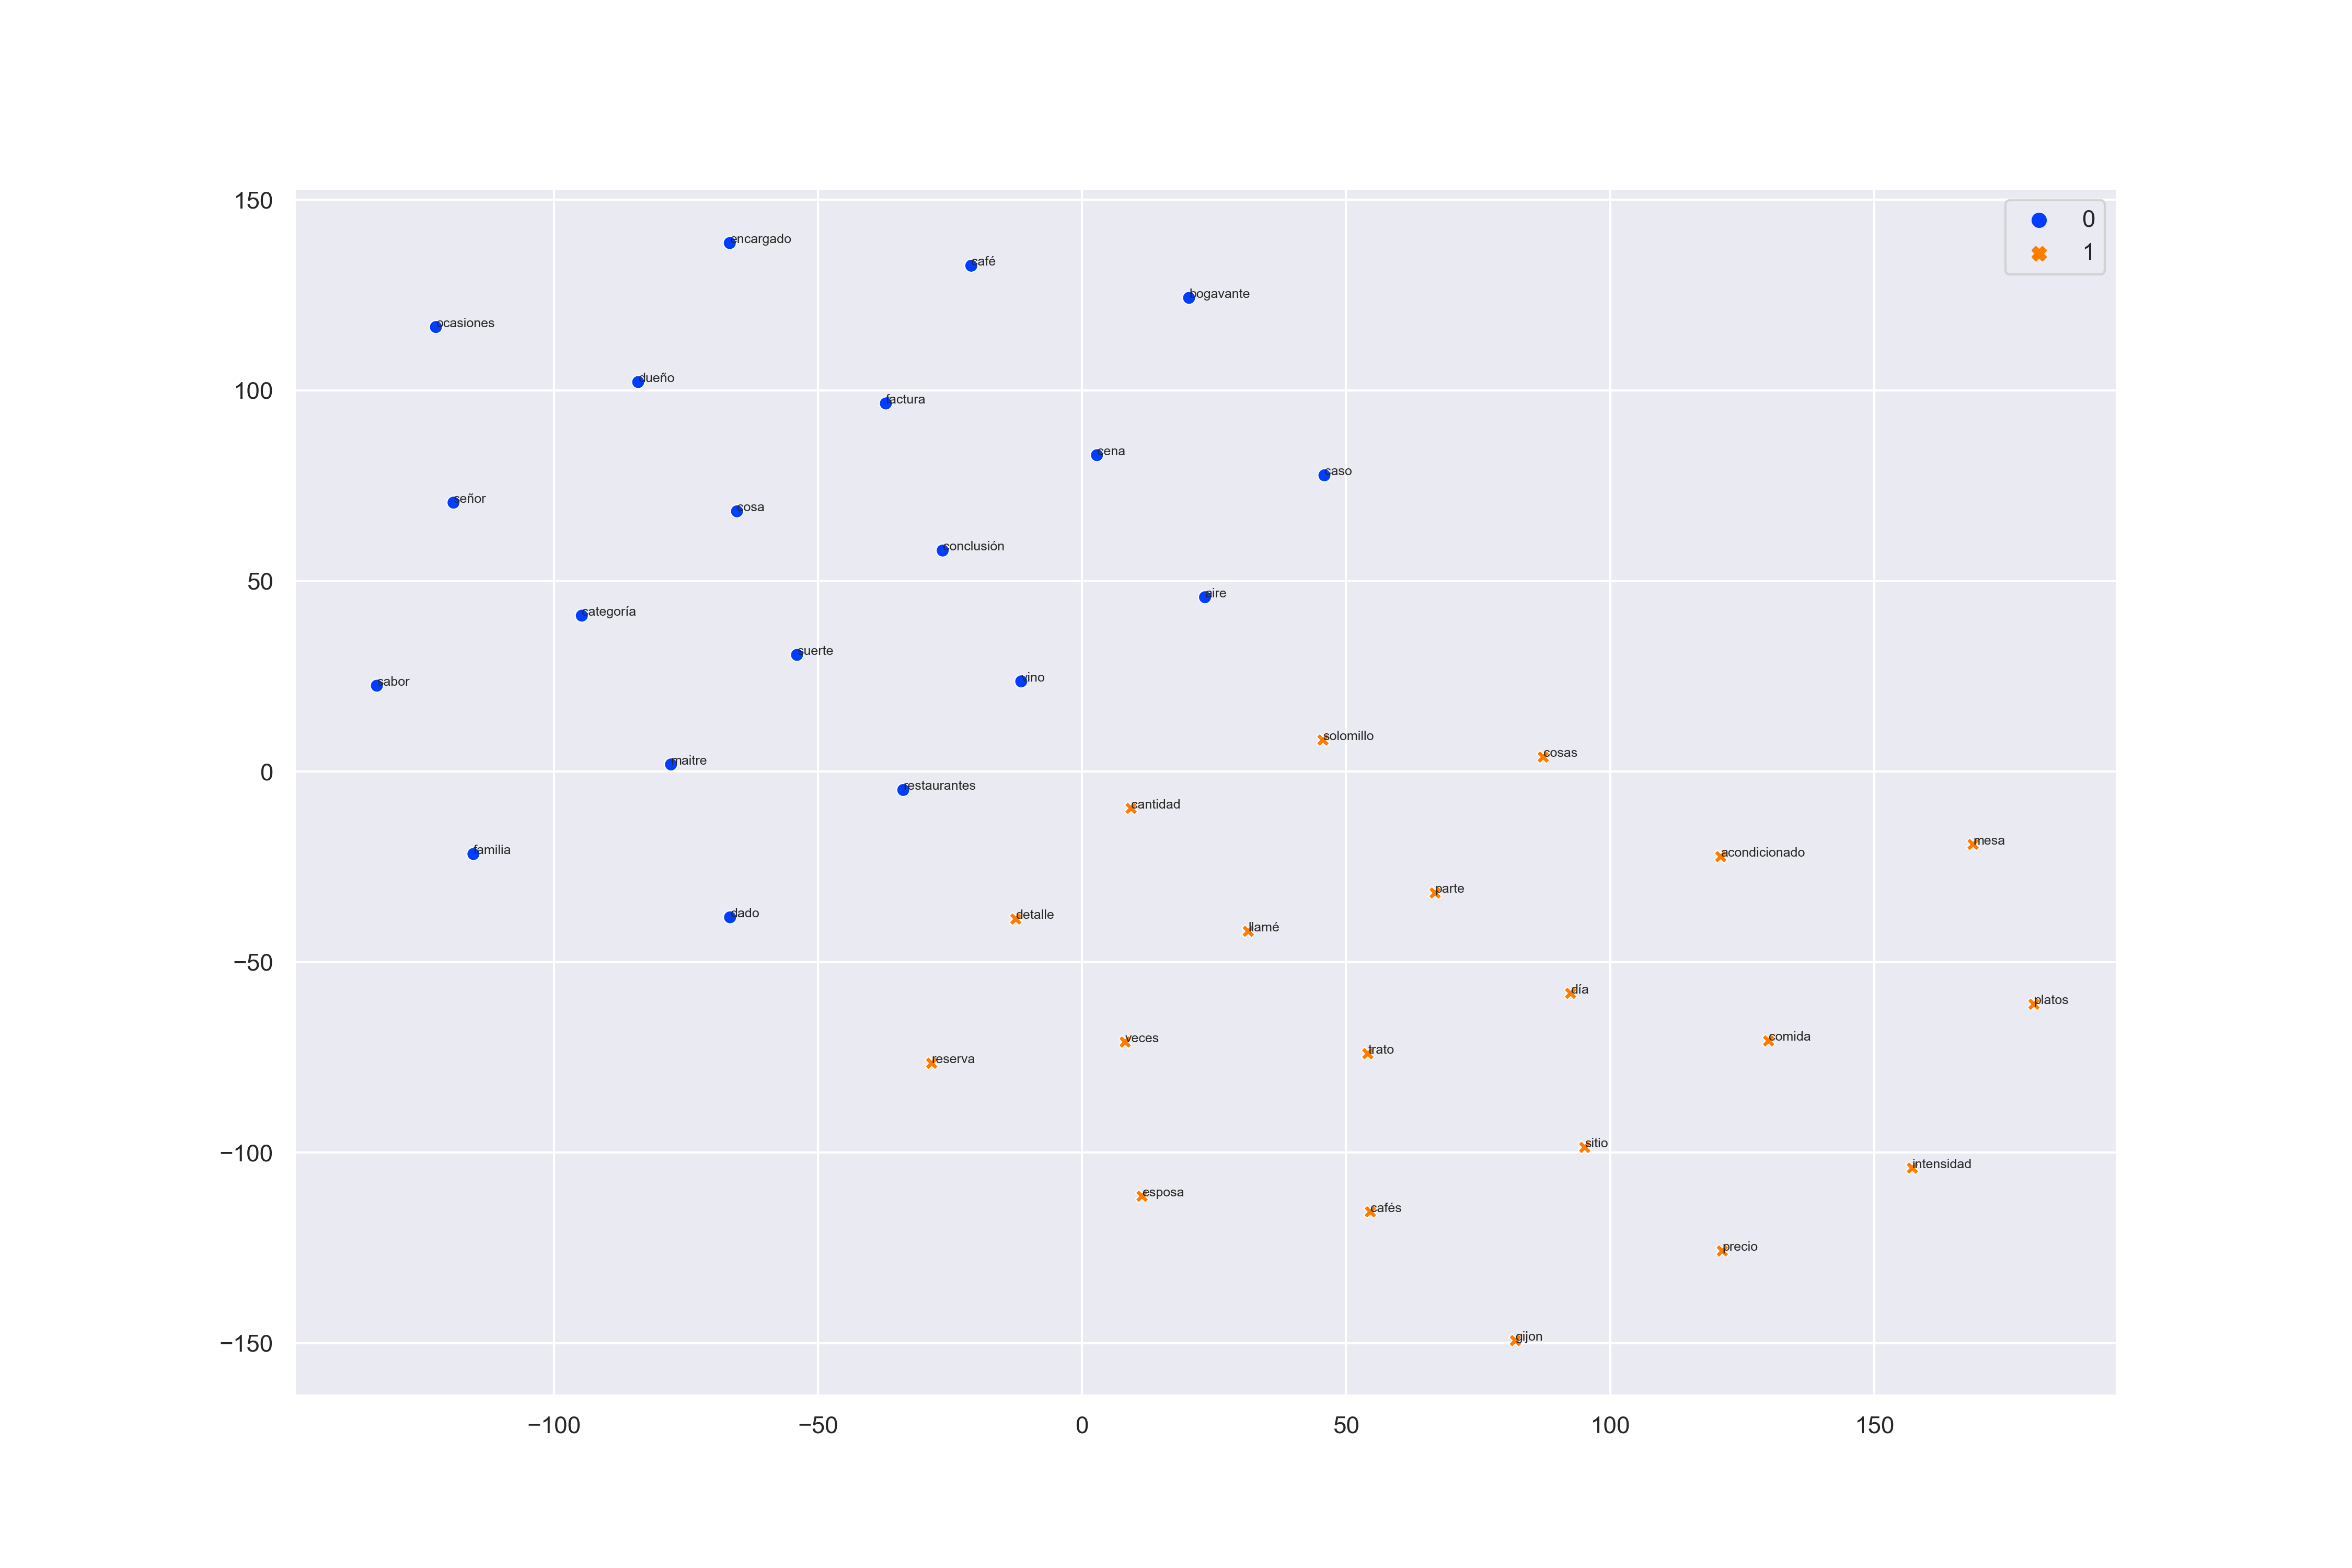 150
100
50
0
−50
−100
−150
−100
−50
0
50
100
150
0
1
encargado
café
bogavante
ocasiones
dueño
factura
cena
caso
señor
cosa
conclusión
aire
categoría
suerte
sabor
vino
solomillo
cosas
maitre
restaurantes
cantidad
mesa
familia
acondicionado
parte
dado
detalle
llamé
día
platos
veces
comida
trato
reserva
sitio
intensidad
esposa
cafés
precio
gijon